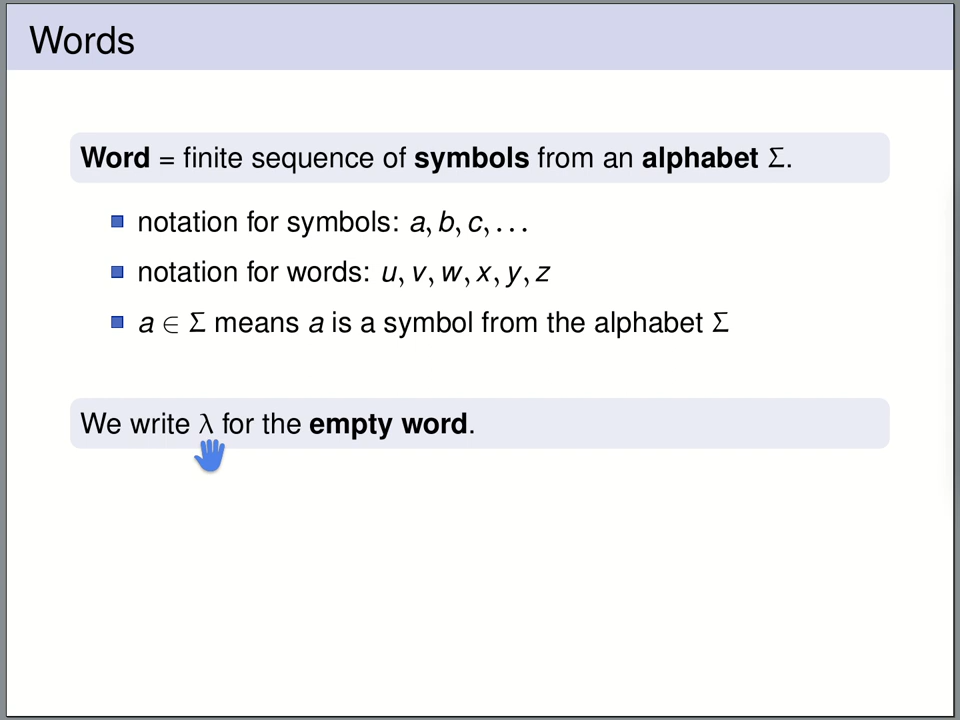 Words
Word = finite sequence of symbols from an alphabet Σ.
notation for symbols: a, b, c, . . .
notation for words: u, v, w, x, y, z
a ∈ Σ means a is a symbol from the alphabet Σ
We write λ for the empty word.